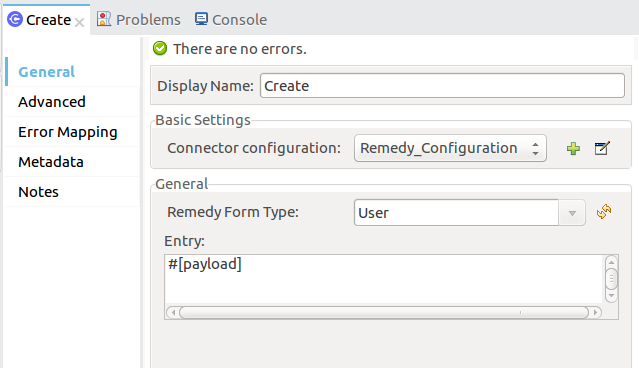 Create Problems Console
There are no errors.
General
Advanced
Error Mapping
Metadata
Notes
Display Name: Create
Basic Settings
Connector configuration: Remedy_Configuration
General
Remedy Form Type: User
Entry:
#[payload]